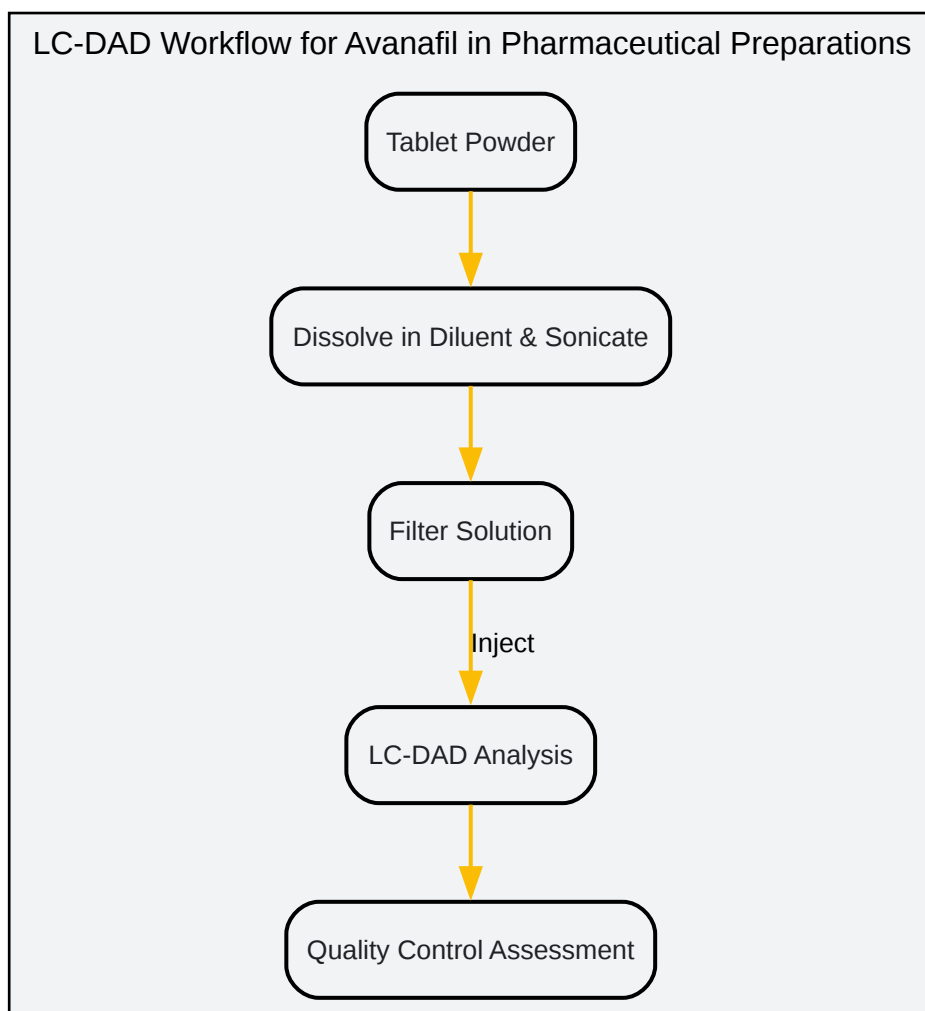 LC-DAD Workflow for Avanafil in Pharmaceutical Preparations
Tablet Powder
Dissolve in Diluent & Sonicate
Filter Solution
Inject
LC-DAD Analysis
Quality Control Assessment